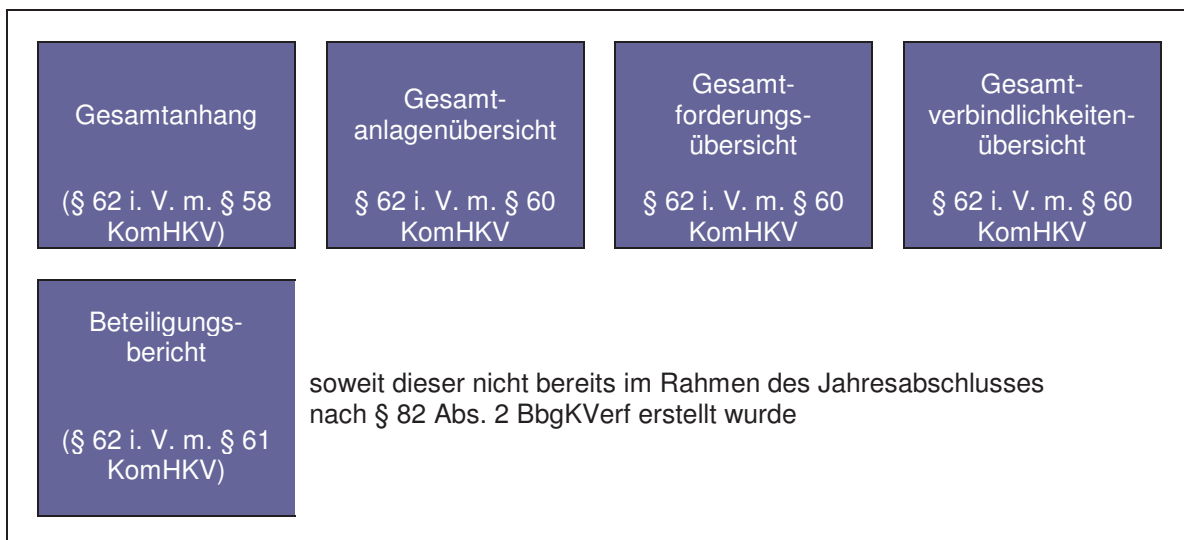 Gesamtanhang
(§ 62 i. V. m. § 58
KomHKV)
Gesamt-
anlagenübersicht
§ 62 i. V. m. § 60
KomHKV
Gesamt-
forderungs-
übersicht
§ 62 i. V. m. § 60
KomHKV
Gesamt-
verbindlichkeiten-
übersicht
§ 62 i. V. m. § 60
KomHKV
Beteiligungs-
bericht
(§ 62 i. V. m. § 61
KomHKV)
soweit dieser nicht bereits im Rahmen des Jahresabschlusses
nach § 82 Abs. 2 BbgKVerf erstellt wurde